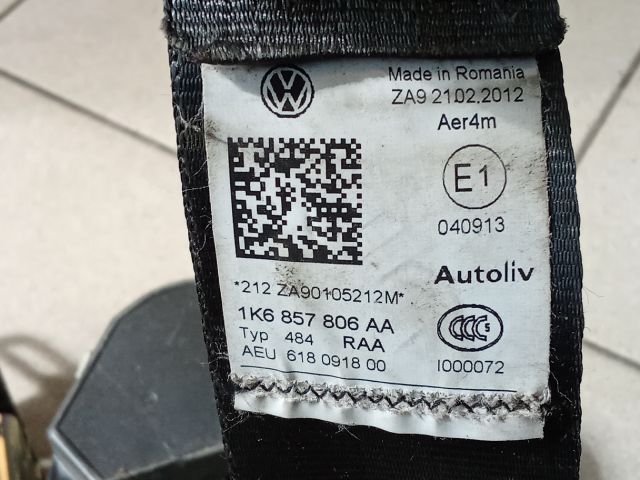 Made in Romania
ZA9 21.02.2012
Aer4m
E1
040913
*212 ZA90105212M*
Autoliv
1K6 857 806 AA
Typ 484 RAA
AEU 618 0918 00
CCC S
I000072